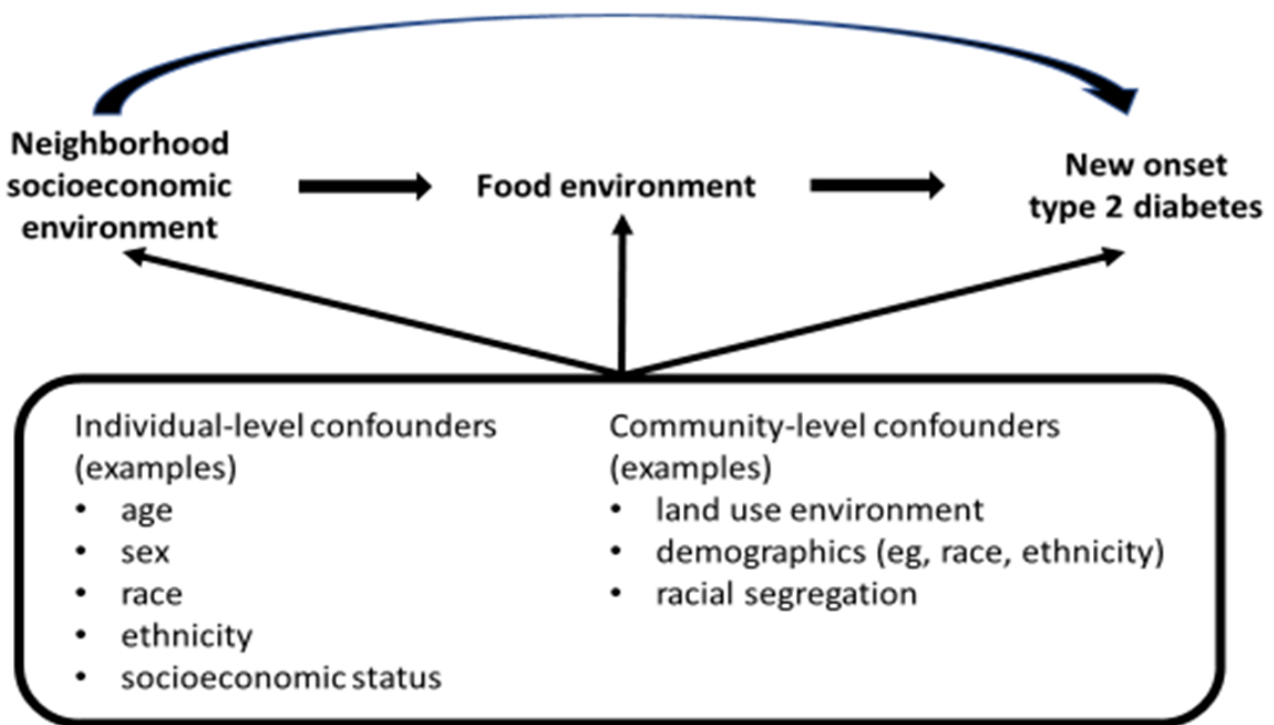 Neighborhood
socioeconomic
environment
Food environment
New onset
type 2 diabetes
Individual-level confounders
(examples)
• age
• sex
• race
• ethnicity
• socioeconomic status
Community-level confounders
(examples)
• land use environment
• demographics (eg, race, ethnicity)
• racial segregation